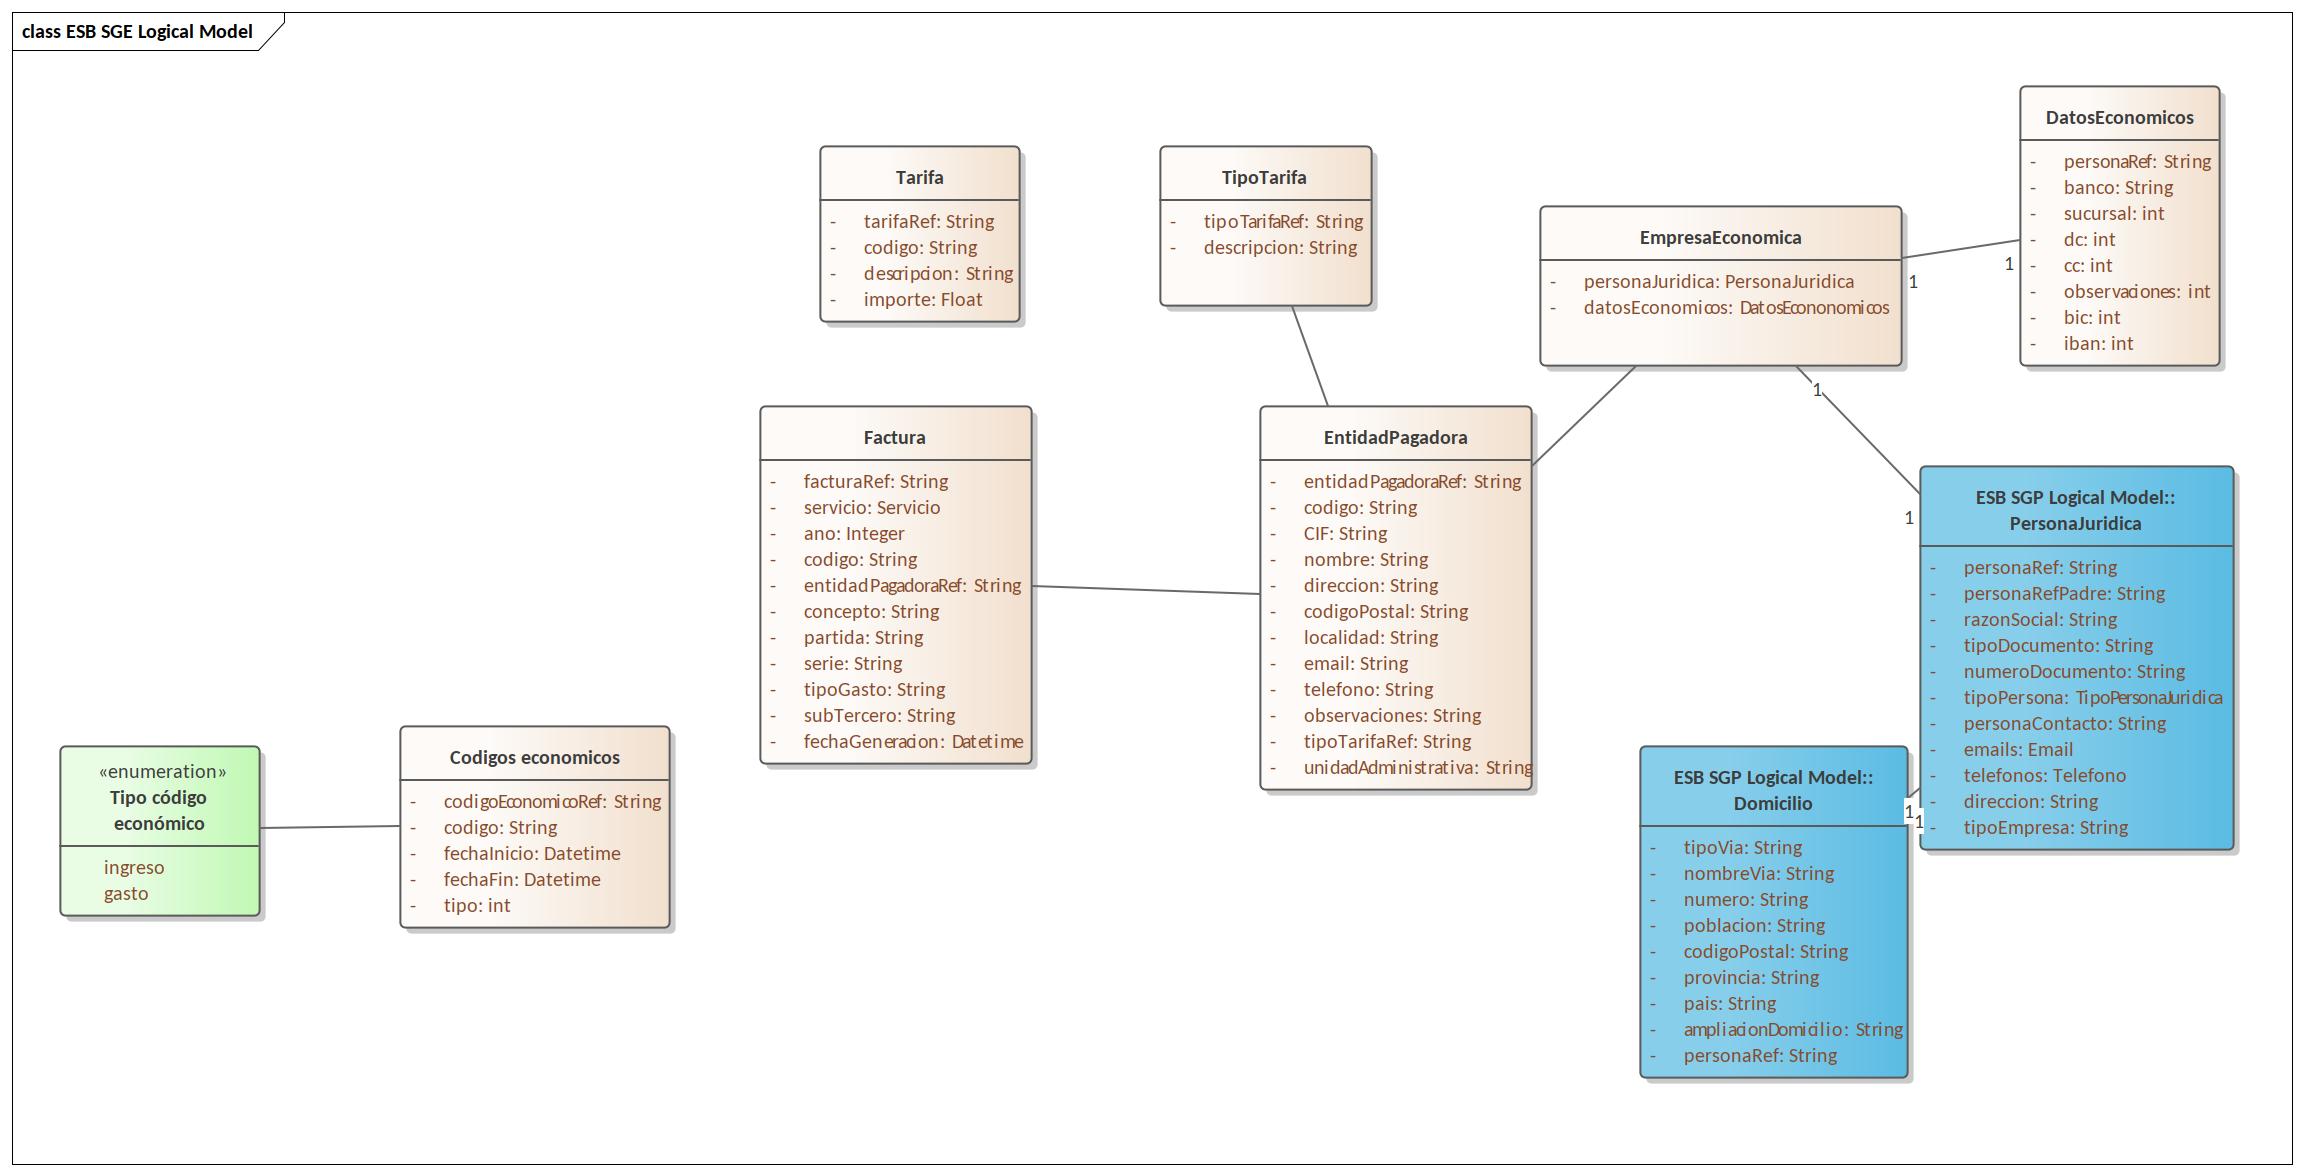 class ESB SGE Logical Model
DatosEconomicos
- personaRef: String
- banco: String
- sucursal: int
- dc: int
- cc: int
- observaciones: int
- bic: int
- iban: int
Tarifa
- tarifaRef: String
- codigo: String
- descripcion: String
- importe: Float
TipoTarifa
- tipoTarifaRef: String
- descripcion: String
EmpresaEconomica
- personaJuridica: PersonaJuridica
- datosEconomicos: DatosEcononomicos
1
1
1
1
Factura
- facturaRef: String
- servicio: Servicio
- ano: Integer
- codigo: String
- entidadPagadoraRef: String
- concepto: String
- partida: String
- serie: String
- tipoGasto: String
- subTercero: String
- fechaGeneracion: Datetime
EntidadPagadora
- entidadPagadoraRef: String
- codigo: String
- CIF: String
- nombre: String
- direccion: String
- codigoPostal: String
- localidad: String
- email: String
- telefono: String
- observaciones: String
- tipoTarifaRef: String
- unidadAdministrativa: String
ESB SGP Logical Model::
PersonaJuridica
- personaRef: String
- personaRefPadre: String
- razonSocial: String
- tipoDocumento: String
- numeroDocumento: String
- tipoPersona: TipoPersonaJuridica
- personaContacto: String
- emails: Email
- telefonos: Telefono
- direccion: String
- tipoEmpresa: String
1
1
«enumeration»
Tipo código
económico
ingreso
gasto
Codigos economicos
- codigoEconomicoRef: String
- codigo: String
- fechaInicio: Datetime
- fechaFin: Datetime
- tipo: int
ESB SGP Logical Model::
Domicilio
- tipoVia: String
- nombreVia: String
- numero: String
- poblacion: String
- codigoPostal: String
- provincia: String
- pais: String
- ampliacionDomicilio: String
- personaRef: String